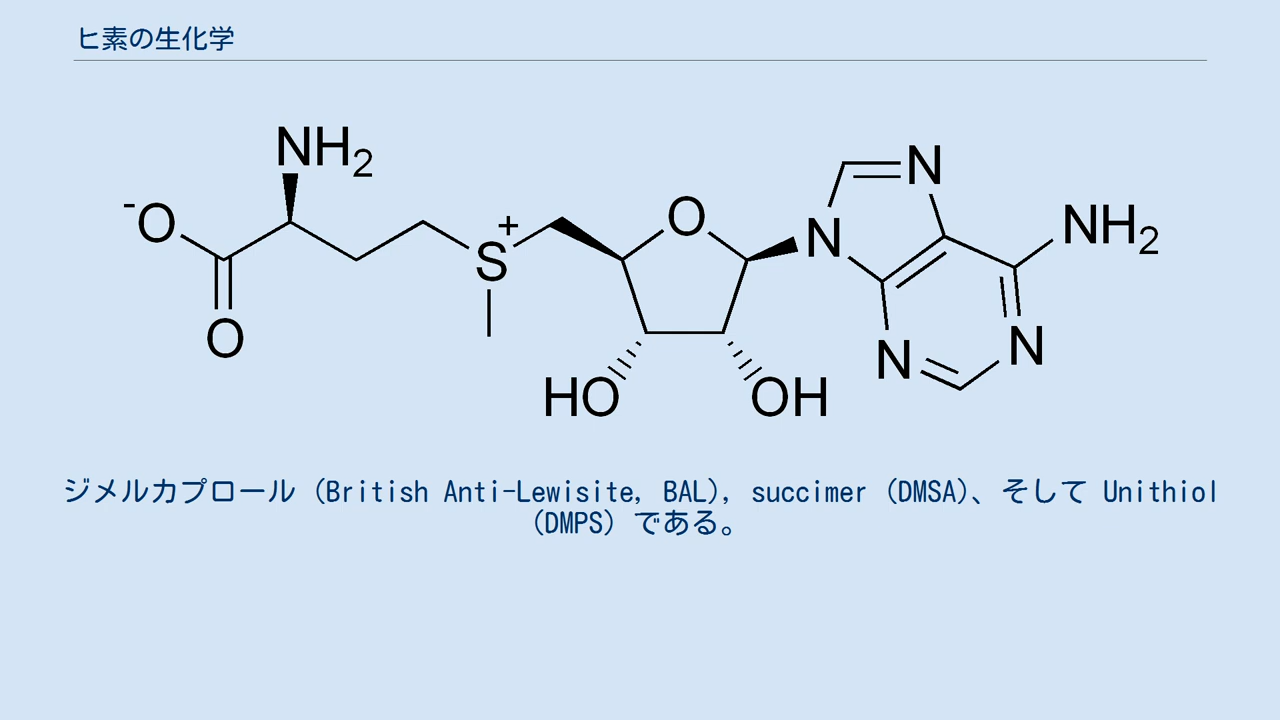 ヒ素の生化学
NH2
-O
O
S+
O
HO
OH
N
N
NH2
N
N
ジメルカプロール (British Anti-Lewisite, BAL), succimer (DMSA)、そして Unithiol
(DMPS) である。